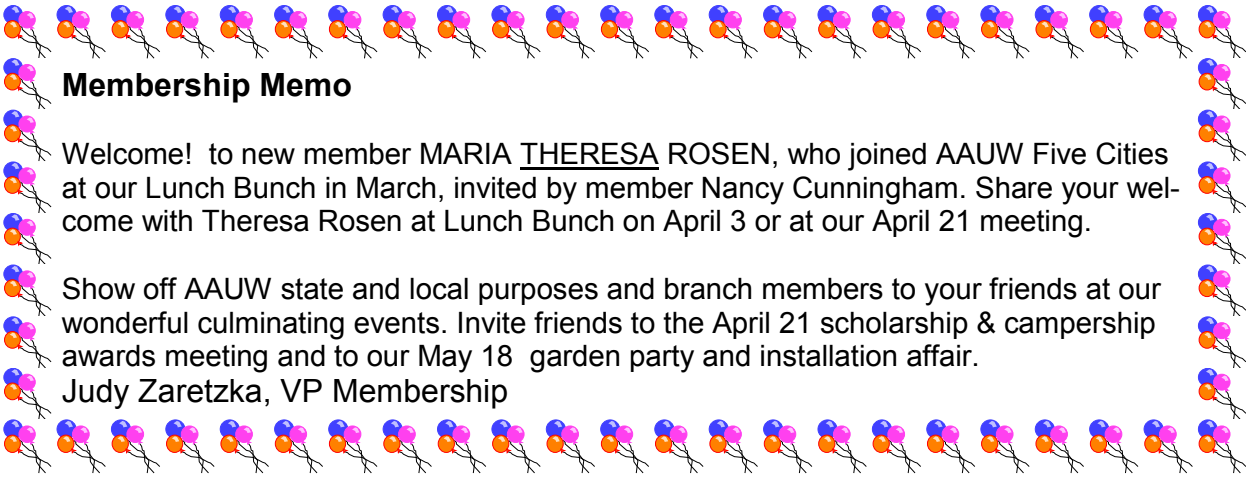 Membership Memo
Welcome!  to new member MARIA THERESA ROSEN, who joined AAUW Five Cities
at our Lunch Bunch in March, invited by member Nancy Cunningham. Share your wel-
come with Theresa Rosen at Lunch Bunch on April 3 or at our April 21 meeting.
Show off AAUW state and local purposes and branch members to your friends at our
wonderful culminating events. Invite friends to the April 21 scholarship & campership
awards meeting and to our May 18  garden party and installation affair.
Judy Zaretzka, VP Membership